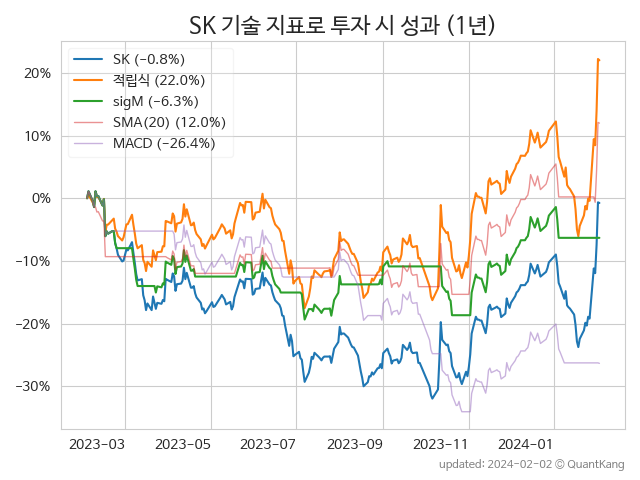 SK 기술 지표로 투자 시 성과 (1년)
SK (−0.8%)
적립식 (22.0%)
sigM (−6.3%)
SMA(20) (12.0%)
MACD (−26.4%)
20%
10%
0%
−10%
−20%
−30%
2023-03 2023-05 2023-07 2023-09 2023-11 2024-01
updated: 2024-02-02 © QuantKang